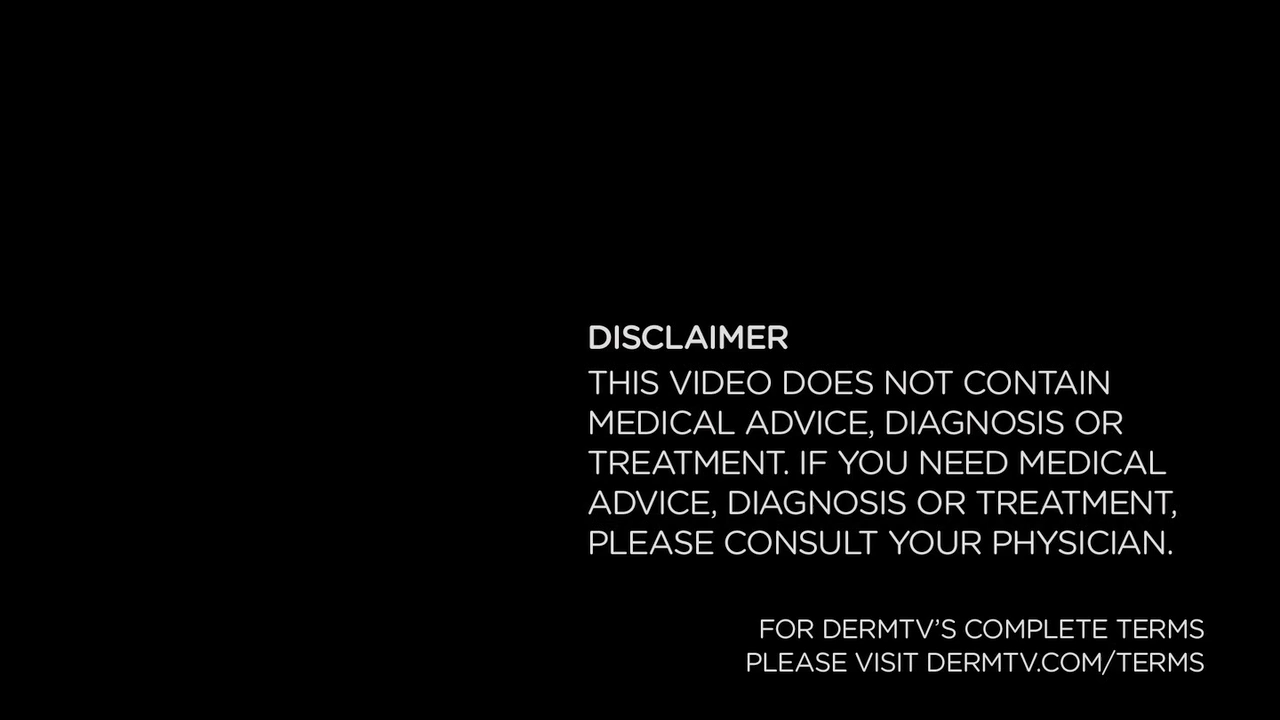 DISCLAIMER
THIS VIDEO DOES NOT CONTAIN
MEDICAL ADVICE, DIAGNOSIS OR
TREATMENT. IF YOU NEED MEDICAL
ADVICE, DIAGNOSIS OR TREATMENT,
PLEASE CONSULT YOUR PHYSICIAN.
FOR DERMTV’S COMPLETE TERMS
PLEASE VISIT DERMTV.COM/TERMS